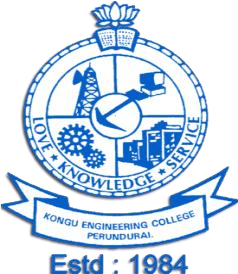 LOVE ★ KNOWLEDGE ★ SERVICE
KONGU ENGINEERING COLLEGE
PERUNDURAI.
Estd : 1984